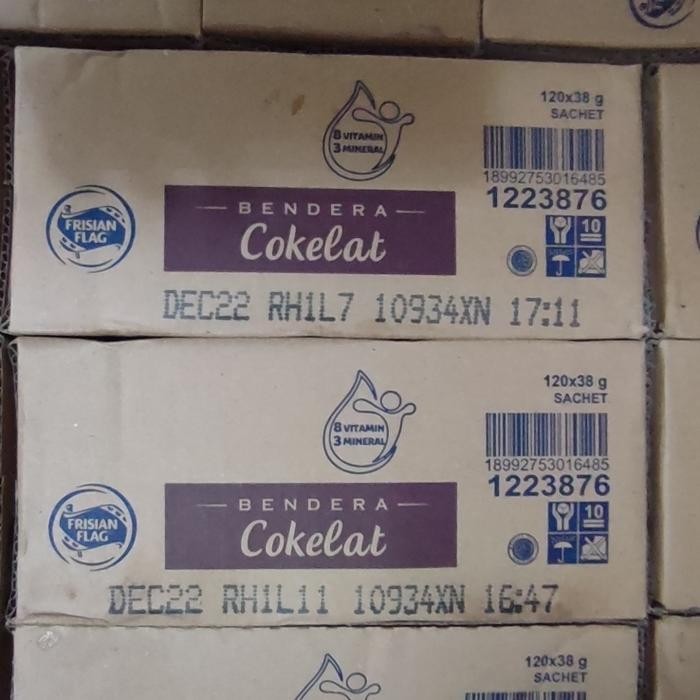 8 VITAMIN
3 MINERAL
120x38 g
SACHET
18992753016485
1223876
FRISIAN
FLAG
BENDERA
Cokelat
10
DEC22 RH1L7 10934XN 17:11
8 VITAMIN
3 MINERAL
120x38 g
SACHET
18992753016485
1223876
FRISIAN
FLAG
BENDERA
Cokelat
10
DEC22 RH1L11 10934XN 16:47
120x38 g
SACHET